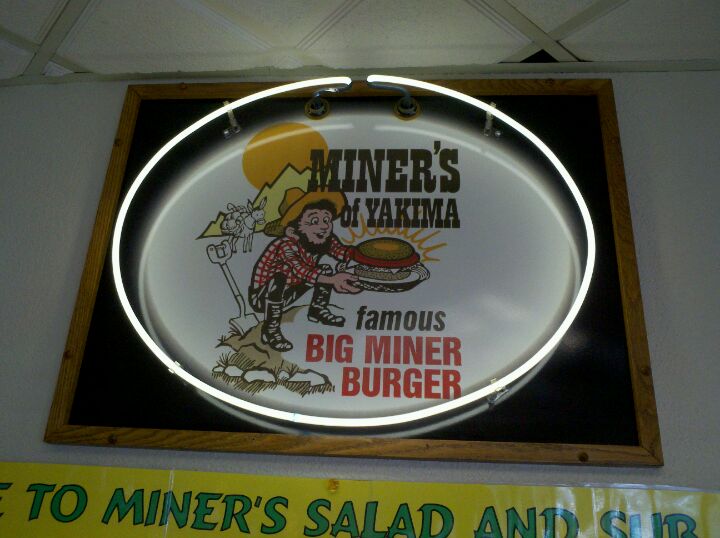 MINER'S
of YAKIMA
famous
BIG MINER
BURGER
TO MINER'S SALAD AND SUB